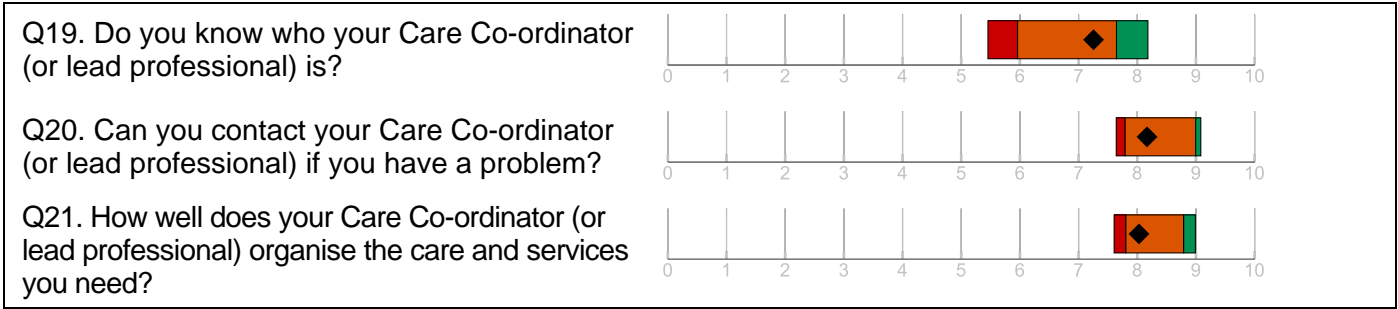 Q19. Do you know who your Care Co-ordinator
(or lead professional) is?
0 1 2 3 4 5 6 7 8 9 10
Q20. Can you contact your Care Co-ordinator
(or lead professional) if you have a problem?
0 1 2 3 4 5 6 7 8 9 10
Q21. How well does your Care Co-ordinator (or
lead professional) organise the care and services
you need?
0 1 2 3 4 5 6 7 8 9 10